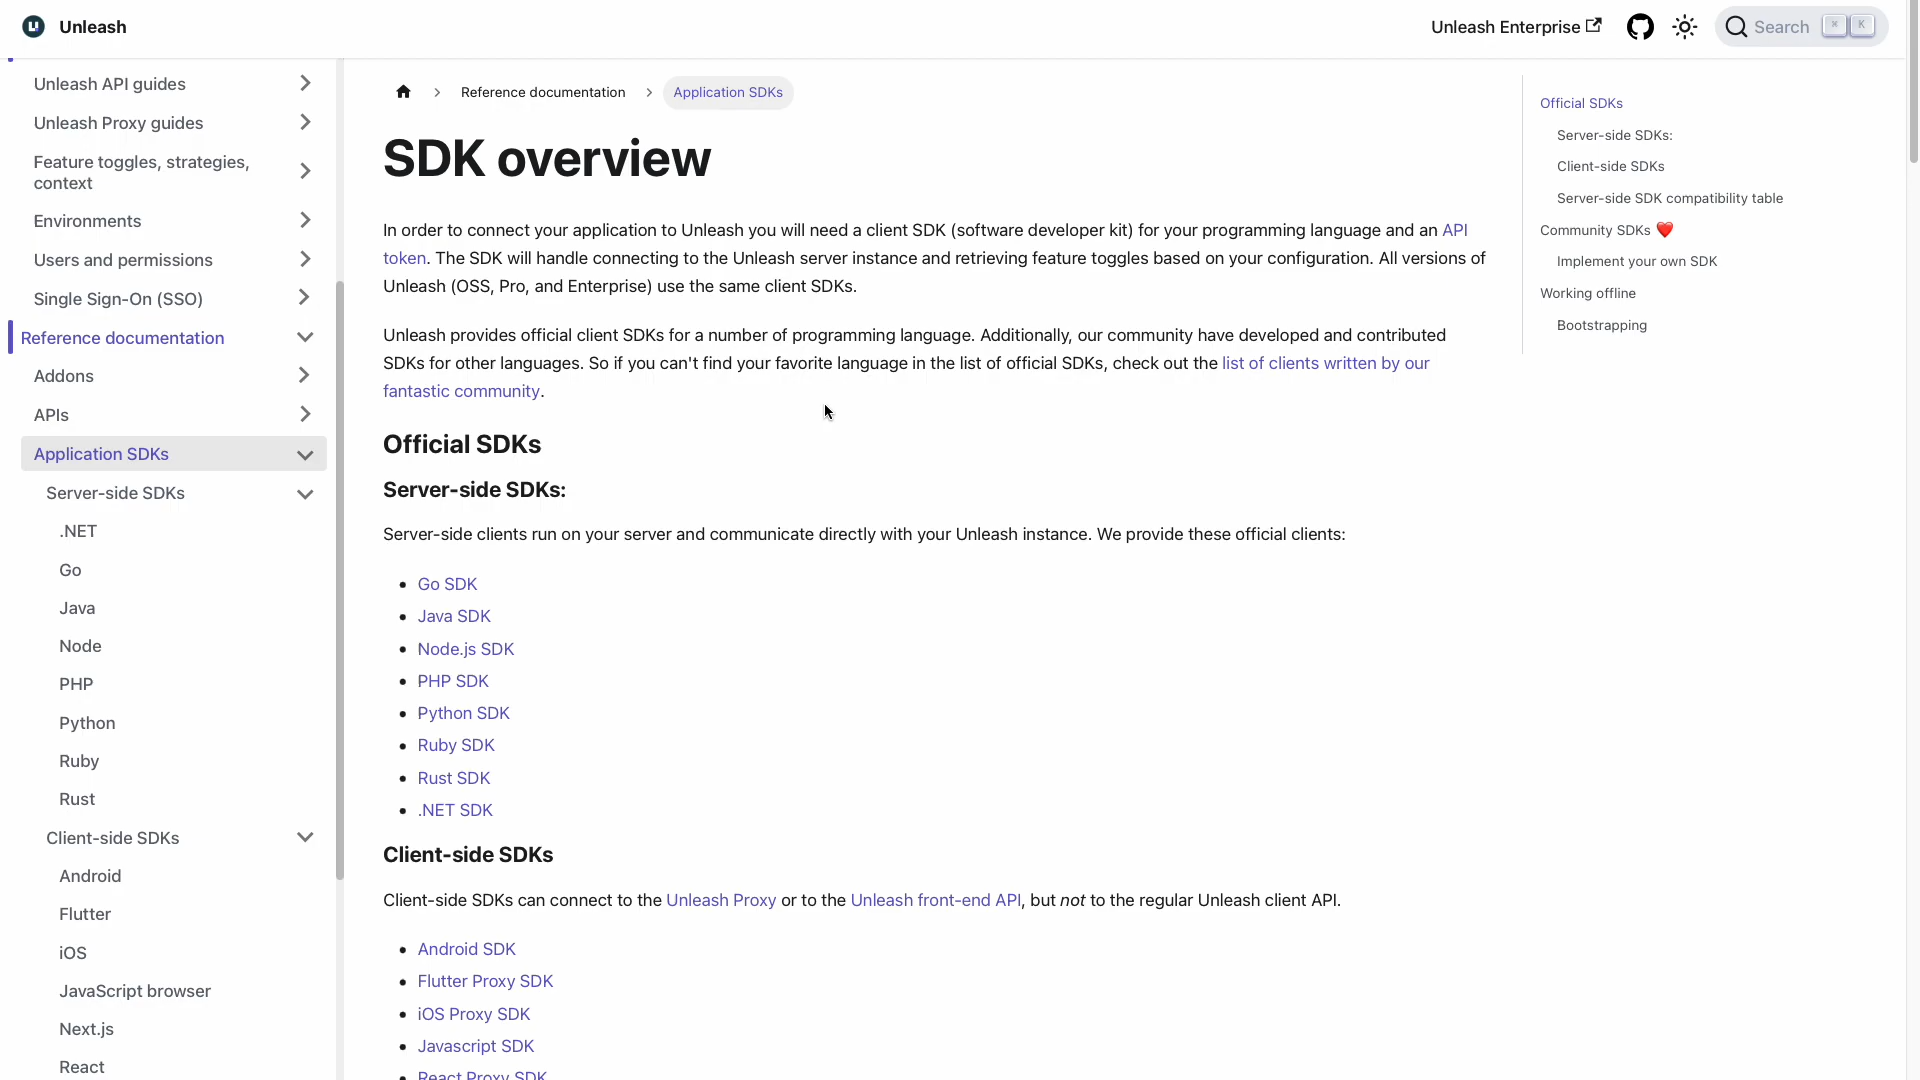 Unleash
Unleash Enterprise
Search
⌘ K
Unleash API guides
Unleash Proxy guides
Feature toggles, strategies,
context
Environments
Users and permissions
Single Sign-On (SSO)
Reference documentation
Addons
APIs
Application SDKs
Server-side SDKs
.NET
Go
Java
Node
PHP
Python
Ruby
Rust
Client-side SDKs
Android
Flutter
iOS
JavaScript browser
Next.js
React
Reference documentation
Application SDKs
SDK overview
In order to connect your application to Unleash you will need a client SDK (software developer kit) for your programming language and an API
token. The SDK will handle connecting to the Unleash server instance and retrieving feature toggles based on your configuration. All versions of
Unleash (OSS, Pro, and Enterprise) use the same client SDKs.
Unleash provides official client SDKs for a number of programming language. Additionally, our community have developed and contributed
SDKs for other languages. So if you can't find your favorite language in the list of official SDKs, check out the list of clients written by our
fantastic community.
Official SDKs
Server-side SDKs:
Server-side clients run on your server and communicate directly with your Unleash instance. We provide these official clients:
Go SDK
Java SDK
Node.js SDK
PHP SDK
Python SDK
Ruby SDK
Rust SDK
.NET SDK
Client-side SDKs
Client-side SDKs can connect to the Unleash Proxy or to the Unleash front-end API, but not to the regular Unleash client API.
Android SDK
Flutter Proxy SDK
iOS Proxy SDK
Javascript SDK
React Proxy SDK
Official SDKs
Server-side SDKs:
Client-side SDKs
Server-side SDK compatibility table
Community SDKs ❤️
Implement your own SDK
Working offline
Bootstrapping